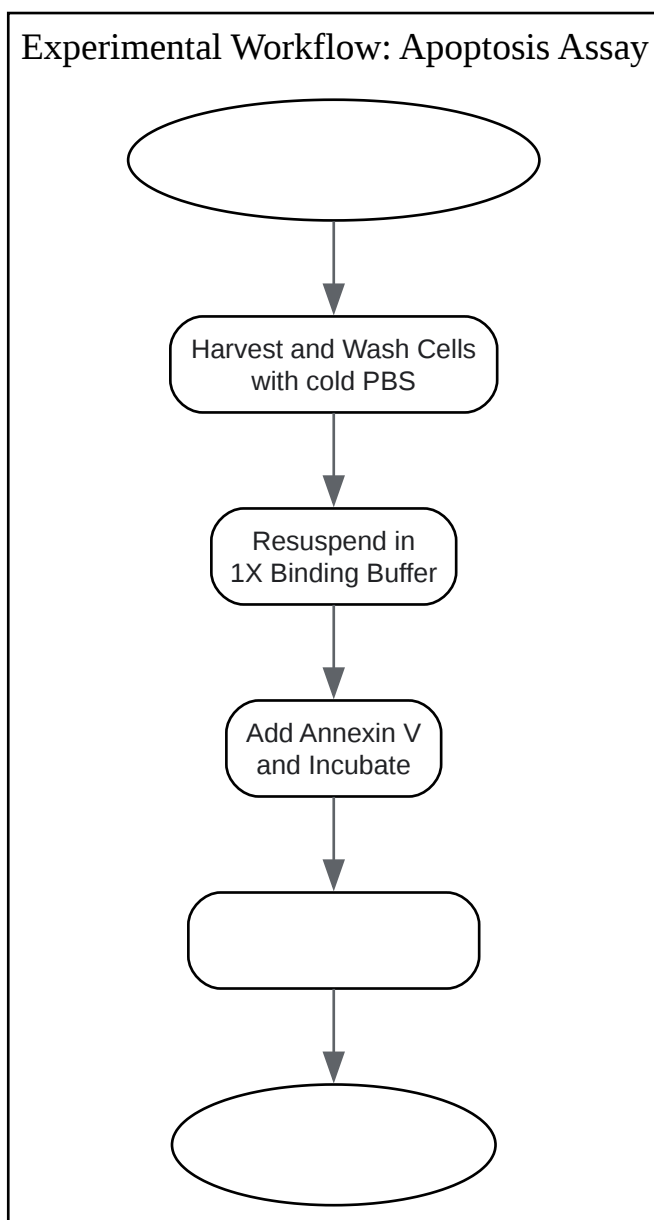 Experimental Workflow: Apoptosis Assay
Harvest and Wash Cells
with cold PBS
Resuspend in
1X Binding Buffer
Add Annexin V
and Incubate